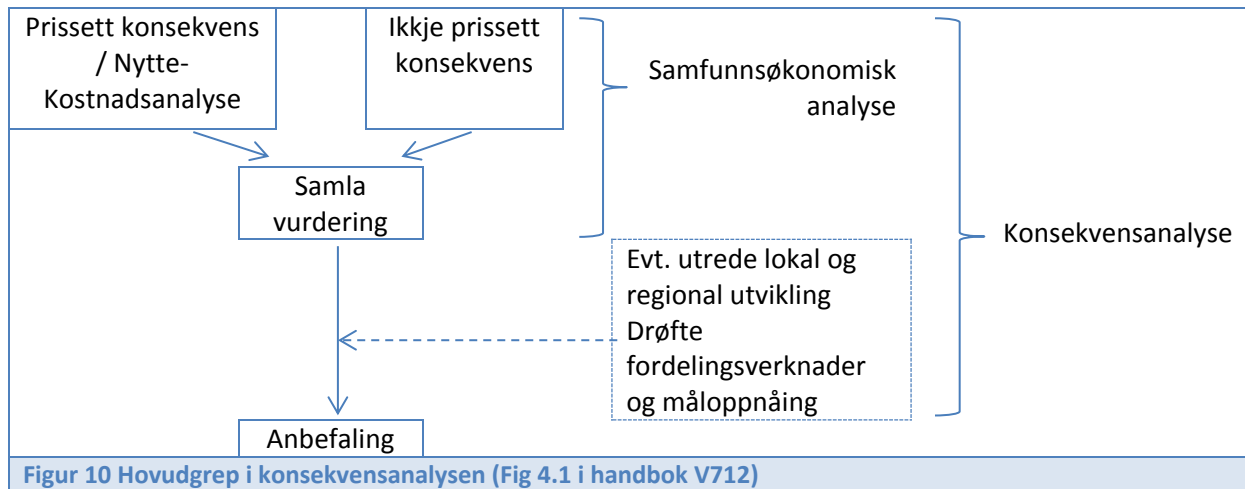 Prissett konsekvens
/ Nytte-
Kostnadsanalyse
Ikkje prissett
konsekvens
Samfunnsøkonomisk
analyse
Samla
vurdering
Konsekvensanalyse
Evt. utrede lokal og
regional utvikling
Drøfte
fordelingsverknader
og måloppnåing
Anbefaling
Figur 10 Hovudgrep i konsekvensanalysen (Fig 4.1 i handbok V712)